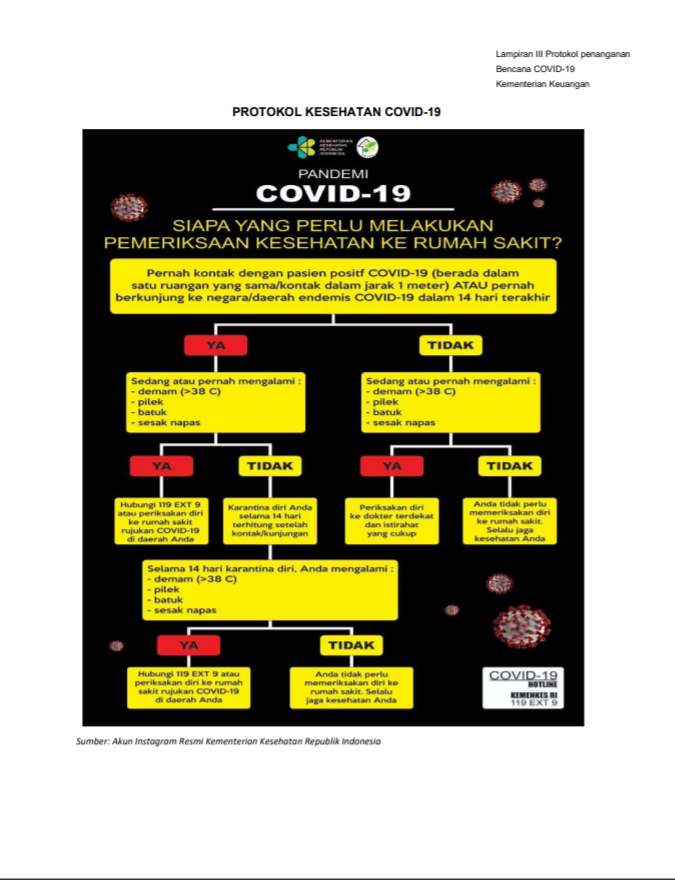 Lampiran III Protokol penanganan
Bencana COVID-19
Kementerian Keuangan
PROTOKOL KESEHATAN COVID-19
KEMENTERIAN
KESEHATAN
REPUBLIK
INDONESIA
PANDEMI
COVID-19
SIAPA YANG PERLU MELAKUKAN
PEMERIKSAAN KESEHATAN KE RUMAH SAKIT?
Pernah kontak dengan pasien positf COVID-19 (berada dalam
satu ruangan yang sama/kontak dalam jarak 1 meter) ATAU pernah
berkunjung ke negara/daerah endemis COVID-19 dalam 14 hari terakhir
YA
TIDAK
Sedang atau pernah mengalami :
- demam (>38 C)
- pilek
- batuk
- sesak napas
Sedang atau pernah mengalami :
- demam (>38 C)
- pilek
- batuk
- sesak napas
YA
TIDAK
YA
TIDAK
Hubungi 119 EXT 9
atau periksakan diri
ke rumah sakit
rujukan COVID-19
di daerah Anda
Karantina diri Anda
selama 14 hari
terhitung setelah
kontak/kunjungan
Periksakan diri
ke dokter terdekat
dan istirahat
yang cukup
Anda tidak perlu
memeriksakan diri
ke rumah sakit.
Selalu jaga
kesehatan Anda
Selama 14 hari karantina diri, Anda mengalami :
- demam (>38 C)
- pilek
- batuk
- sesak napas
YA
TIDAK
Hubungi 119 EXT 9 atau
periksakan diri ke rumah
sakit rujukan COVID-19
di daerah Anda
Anda tidak perlu
memeriksakan diri ke
rumah sakit. Selalu
jaga kesehatan Anda
COVID-19
HOTLINE
KEMENKES RI
119 EXT 9
Sumber: Akun Instagram Resmi Kementerian Kesehatan Republik Indonesia